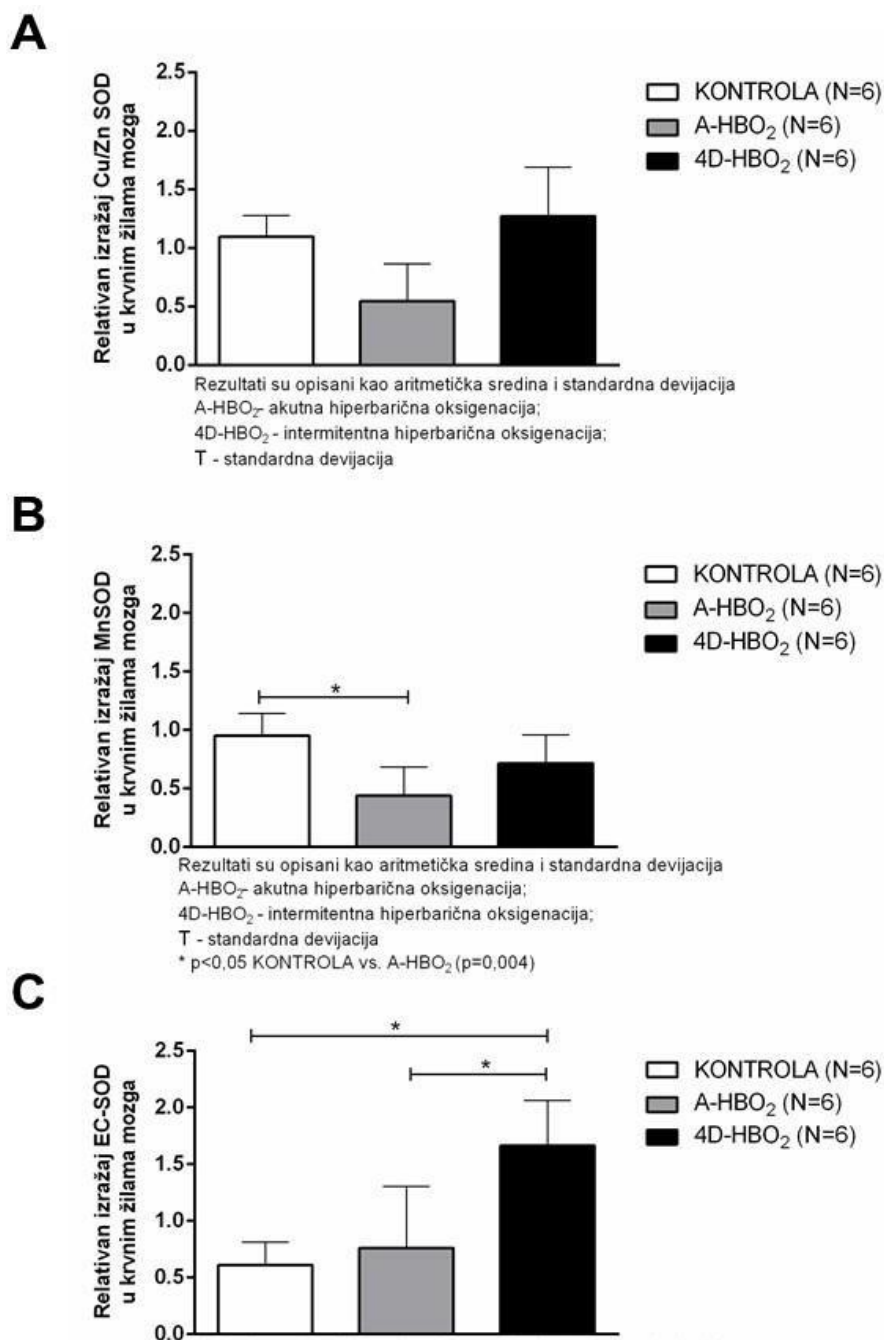 A
Relativan izražaj Cu/Zn SOD
u krvnim žilama mozga
2.5
2.0
1.5
1.0
0.5
0.0
KONTROLA (N=6)
A-HBO₂ (N=6)
4D-HBO₂ (N=6)
Rezultati su opisani kao aritmetička sredina i standardna devijacija
A-HBO₂- akutna hiperbarična oksigenacija;
4D-HBO₂ - intermitentna hiperbarična oksigenacija;
T - standardna devijacija
B
Relativan izražaj MnSOD
u krvnim žilama mozga
2.5
2.0
1.5
1.0
0.5
0.0
*
KONTROLA (N=6)
A-HBO₂ (N=6)
4D-HBO₂ (N=6)
Rezultati su opisani kao aritmetička sredina i standardna devijacija
A-HBO₂- akutna hiperbarična oksigenacija;
4D-HBO₂ - intermitentna hiperbarična oksigenacija;
T - standardna devijacija
* p<0,05 KONTROLA vs. A-HBO₂ (p=0,004)
C
Relativan izražaj EC-SOD
u krvnim žilama mozga
2.5
2.0
1.5
1.0
0.5
0.0
*
*
KONTROLA (N=6)
A-HBO₂ (N=6)
4D-HBO₂ (N=6)